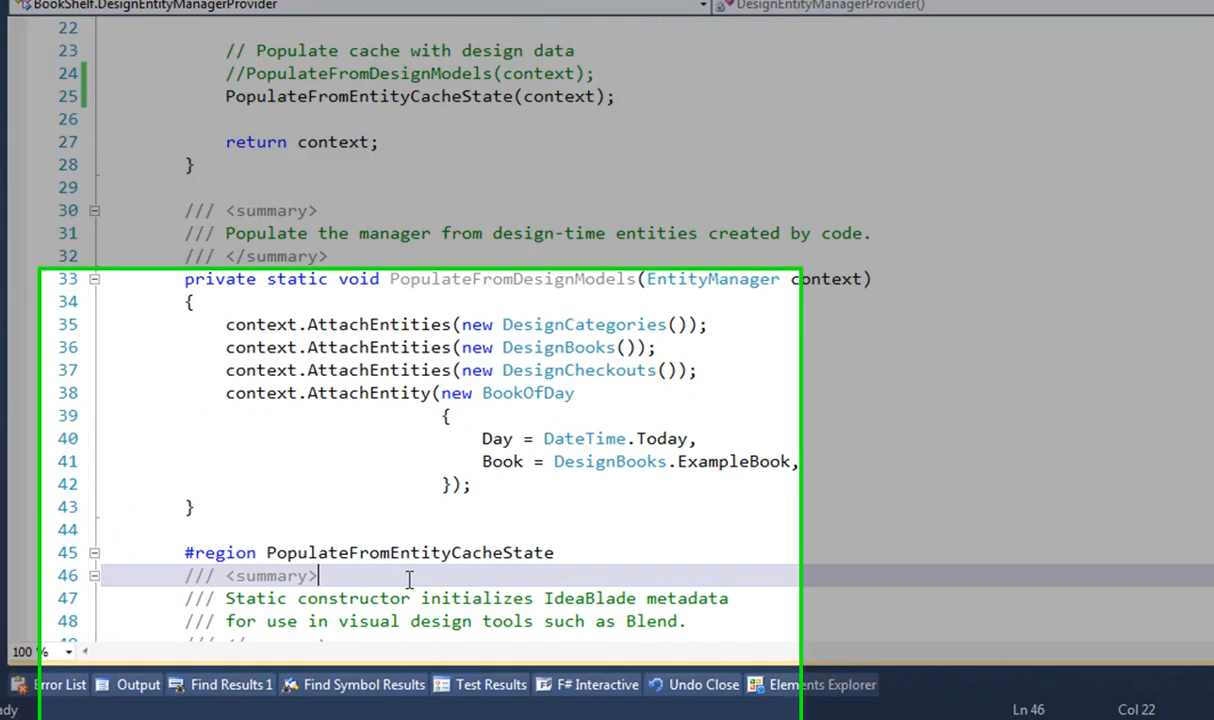 BookShelf.DesignEntityManagerProvider DesignEntityManagerProvider()
22
23 // Populate cache with design data
24 //PopulateFromDesignModels(context);
25 PopulateFromEntityCacheState(context);
26
27 return context;
28 }
29
30 /// <summary>
31 /// Populate the manager from design-time entities created by code.
32 /// </summary>
33 private static void PopulateFromDesignModels(EntityManager context)
34 {
35 context.AttachEntities(new DesignCategories());
36 context.AttachEntities(new DesignBooks());
37 context.AttachEntities(new DesignCheckouts());
38 context.AttachEntity(new BookOfDay
39 {
40 Day = DateTime.Today,
41 Book = DesignBooks.ExampleBook,
42 });
43 }
44
45 #region PopulateFromEntityCacheState
46 /// <summary>
47 /// Static constructor initializes IdeaBlade metadata
48 /// for use in visual design tools such as Blend.
100 %
Error List Output Find Results 1 Find Symbol Results Test Results F# Interactive Undo Close Elements Explorer
Ln 46 Col 22